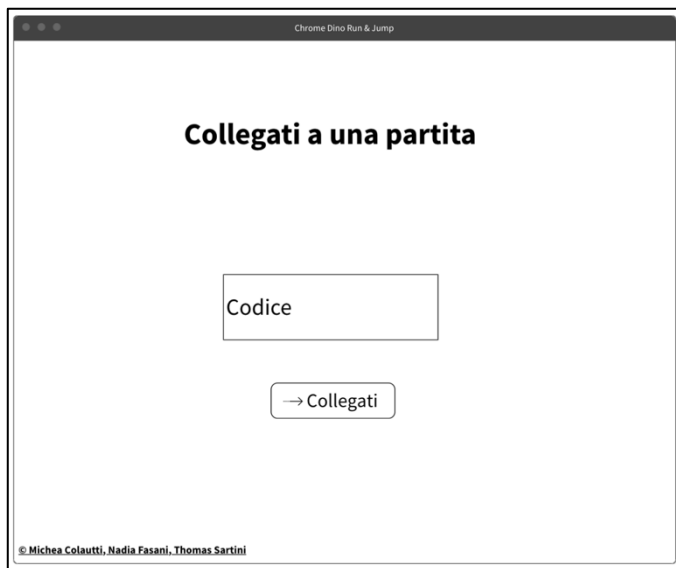 Chrome Dino Run & Jump
Collegati a una partita
Codice
→ Collegati
© Michea Colautti, Nadia Fasani, Thomas Sartini